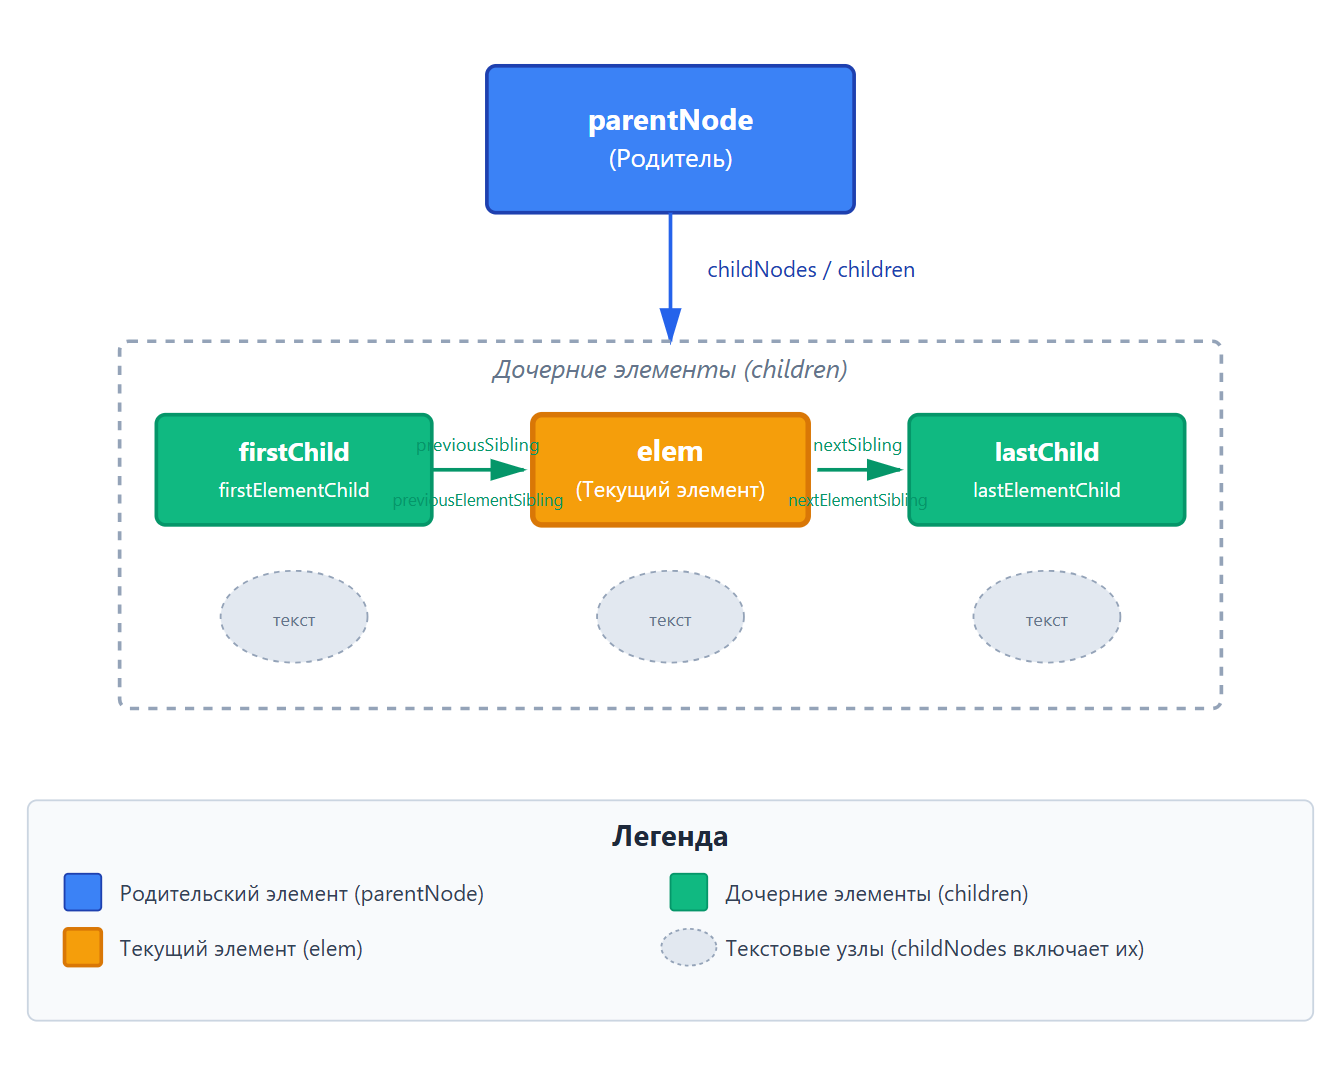 parentNode
(Родитель)
childNodes / children
Дочерние элементы (children)
firstChild
firstElementChild
previousSibling
previousElementSibling
elem
(Текущий элемент)
nextSibling
nextElementSibling
lastChild
lastElementChild
текст
текст
текст
Легенда
Родительский элемент (parentNode)
Дочерние элементы (children)
Текущий элемент (elem)
Текстовые узлы (childNodes включает их)